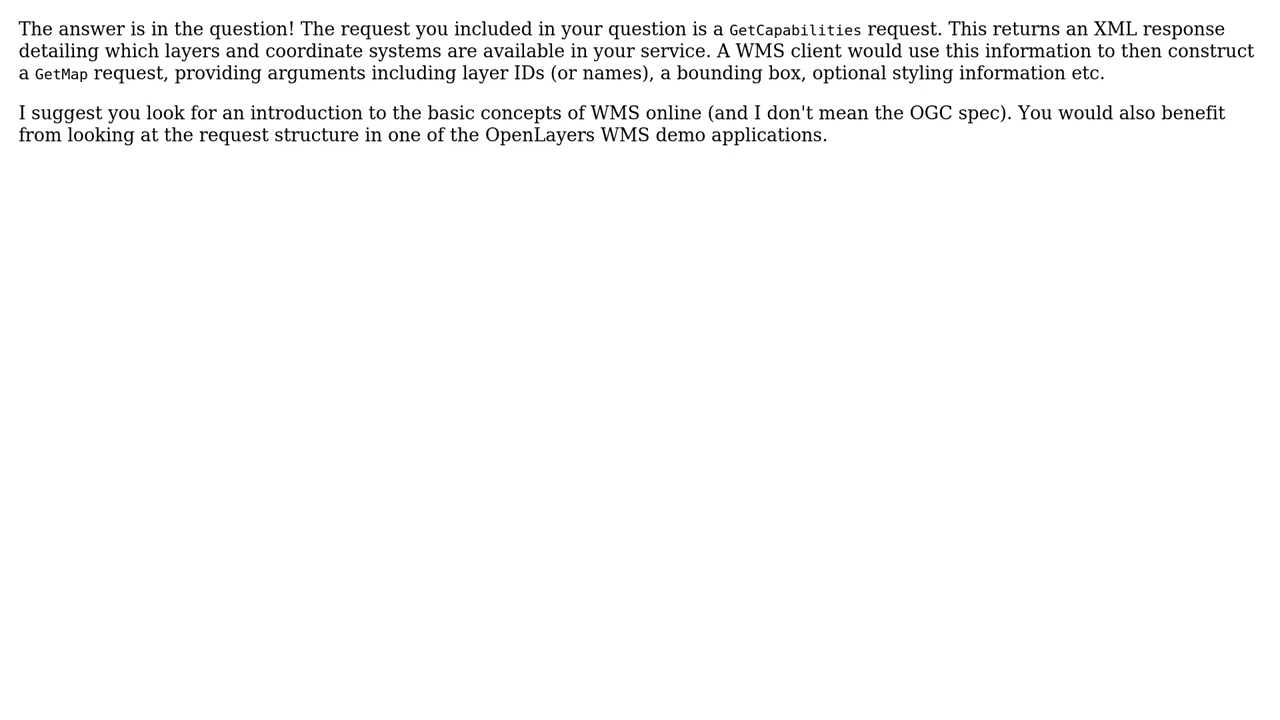 The answer is in the question! The request you included in your question is a GetCapabilities request. This returns an XML response
detailing which layers and coordinate systems are available in your service. A WMS client would use this information to then construct
a GetMap request, providing arguments including layer IDs (or names), a bounding box, optional styling information etc.
I suggest you look for an introduction to the basic concepts of WMS online (and I don't mean the OGC spec). You would also benefit
from looking at the request structure in one of the OpenLayers WMS demo applications.